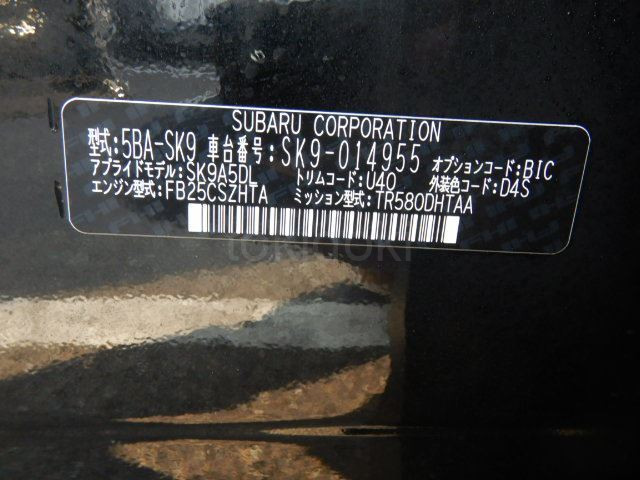 SUBARU CORPORATION
型式:5BA-SK9 車台番号:SK9-014955 オプションコード:BIC
アプライドモデル:SK9A5DL トリムコード:U40 外装色コード:D4S
エンジン型式:FB25CSZHTA ミッション型式:TR580DHTAA